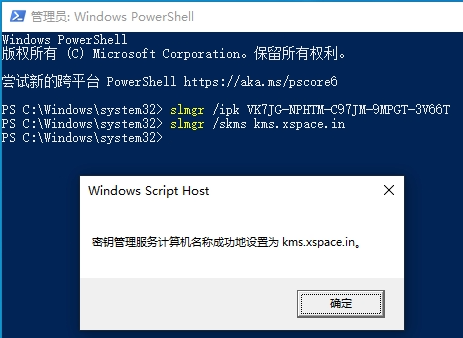 管理员: Windows PowerShell
Windows PowerShell
版权所有 (C) Microsoft Corporation。保留所有权利。
尝试新的跨平台 PowerShell https://aka.ms/pscore6
PS C:\Windows\system32> slmgr /ipk VK7JG-NPHTM-C97JM-9MPGT-3V66T
PS C:\Windows\system32> slmgr /skms kms.xspace.in
PS C:\Windows\system32>
Windows Script Host
密钥管理服务计算机名称成功地设置为 kms.xspace.in。
确定